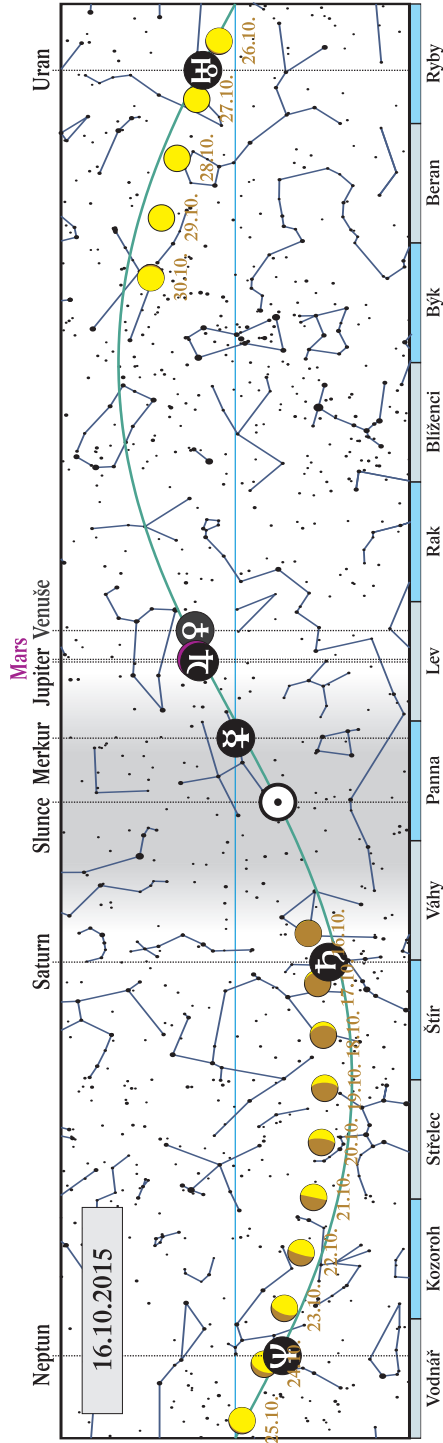 Neptun Saturn Slunce Merkur Jupiter Mars Venuše Uran
16.10.2015
25.10. 24.10. 23.10. 22.10. 21.10. 20.10. 19.10. 18.10. 17.10. 16.10. 30.10. 29.10. 28.10. 27.10. 26.10.
Vodnář Kozoroh Střelec Štír Váhy Panna Lev Rak Blíženci Býk Beran Ryby